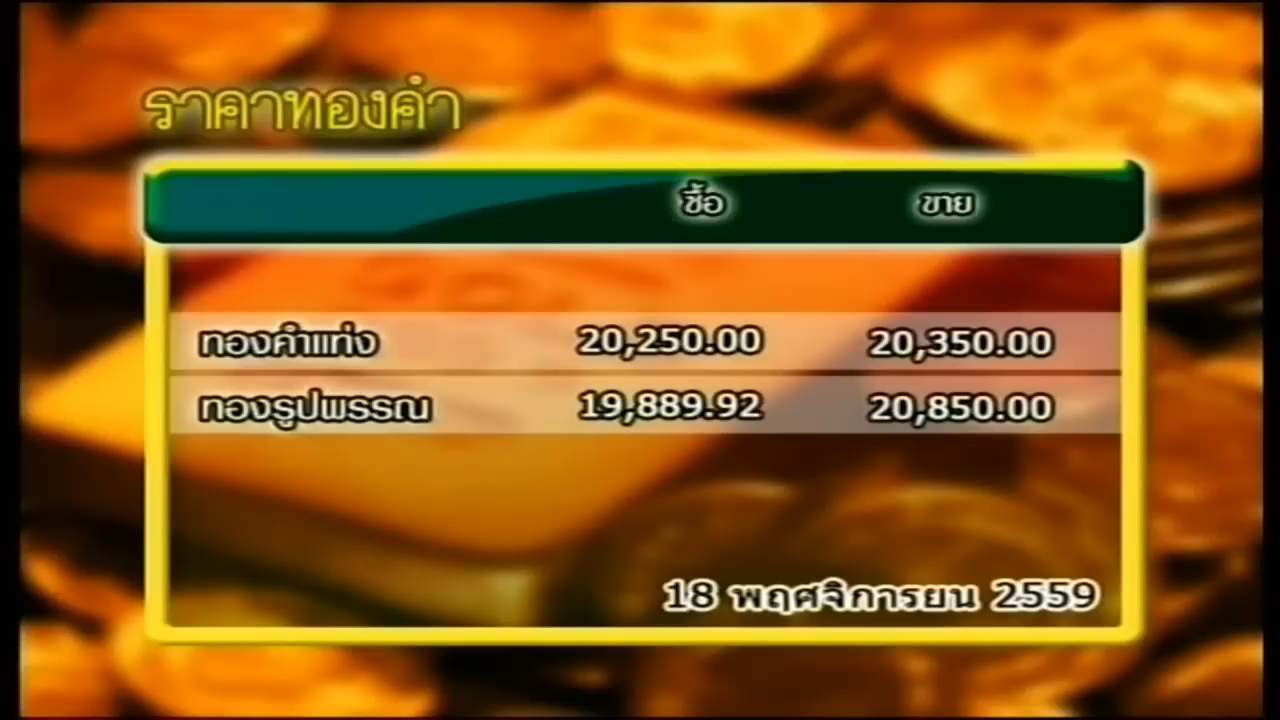 ราคาทองคำ
ซื้อ ขาย
ทองคำแท่ง 20,250.00 20,350.00
ทองรูปพรรณ 19,889.92 20,850.00
18 พฤศจิการยน 2559